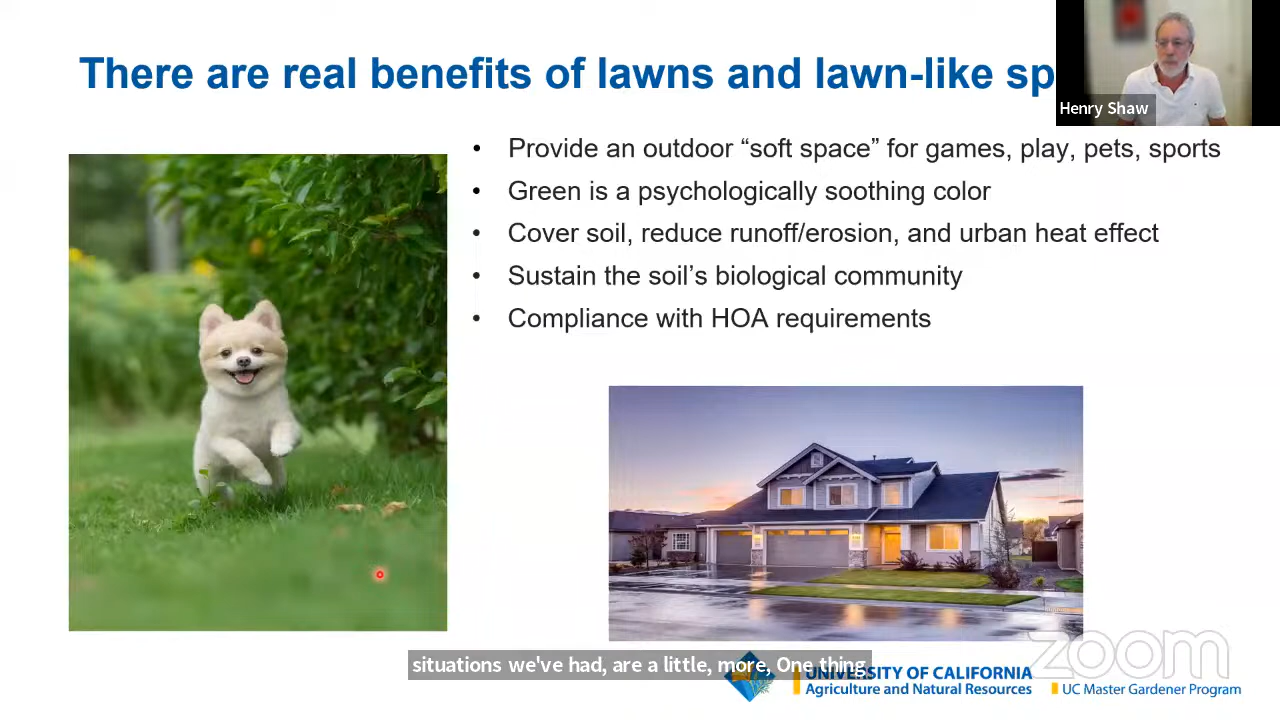 There are real benefits of lawns and lawn-like sp
Henry Shaw
• Provide an outdoor “soft space” for games, play, pets, sports
• Green is a psychologically soothing color
• Cover soil, reduce runoff/erosion, and urban heat effect
• Sustain the soil’s biological community
• Compliance with HOA requirements
zoom
situations we've had, are a little, more, One thing
UNIVERSITY OF CALIFORNIA
Agriculture and Natural Resources
UC Master Gardener Program